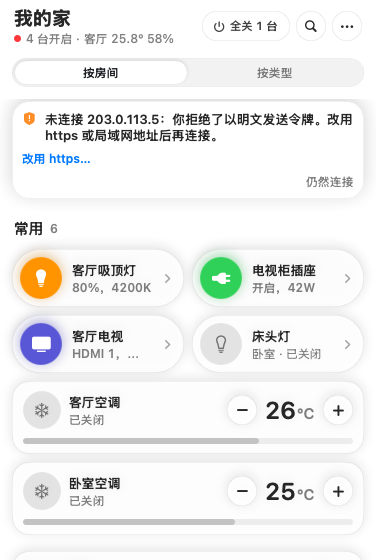 我的家
4 台开启 · 客厅 25.8° 58%
全关 1 台
按房间
按类型
未连接 203.0.113.5：你拒绝了以明文发送令牌。改用
https 或局域网地址后再连接。
改用 https...
仍然连接
常用 6
客厅吸顶灯
80%，4200K
电视柜插座
开启，42W
客厅电视
HDMI 1，...
床头灯
卧室 · 已关闭
客厅空调
已关闭
26°C
卧室空调
已关闭
25°C